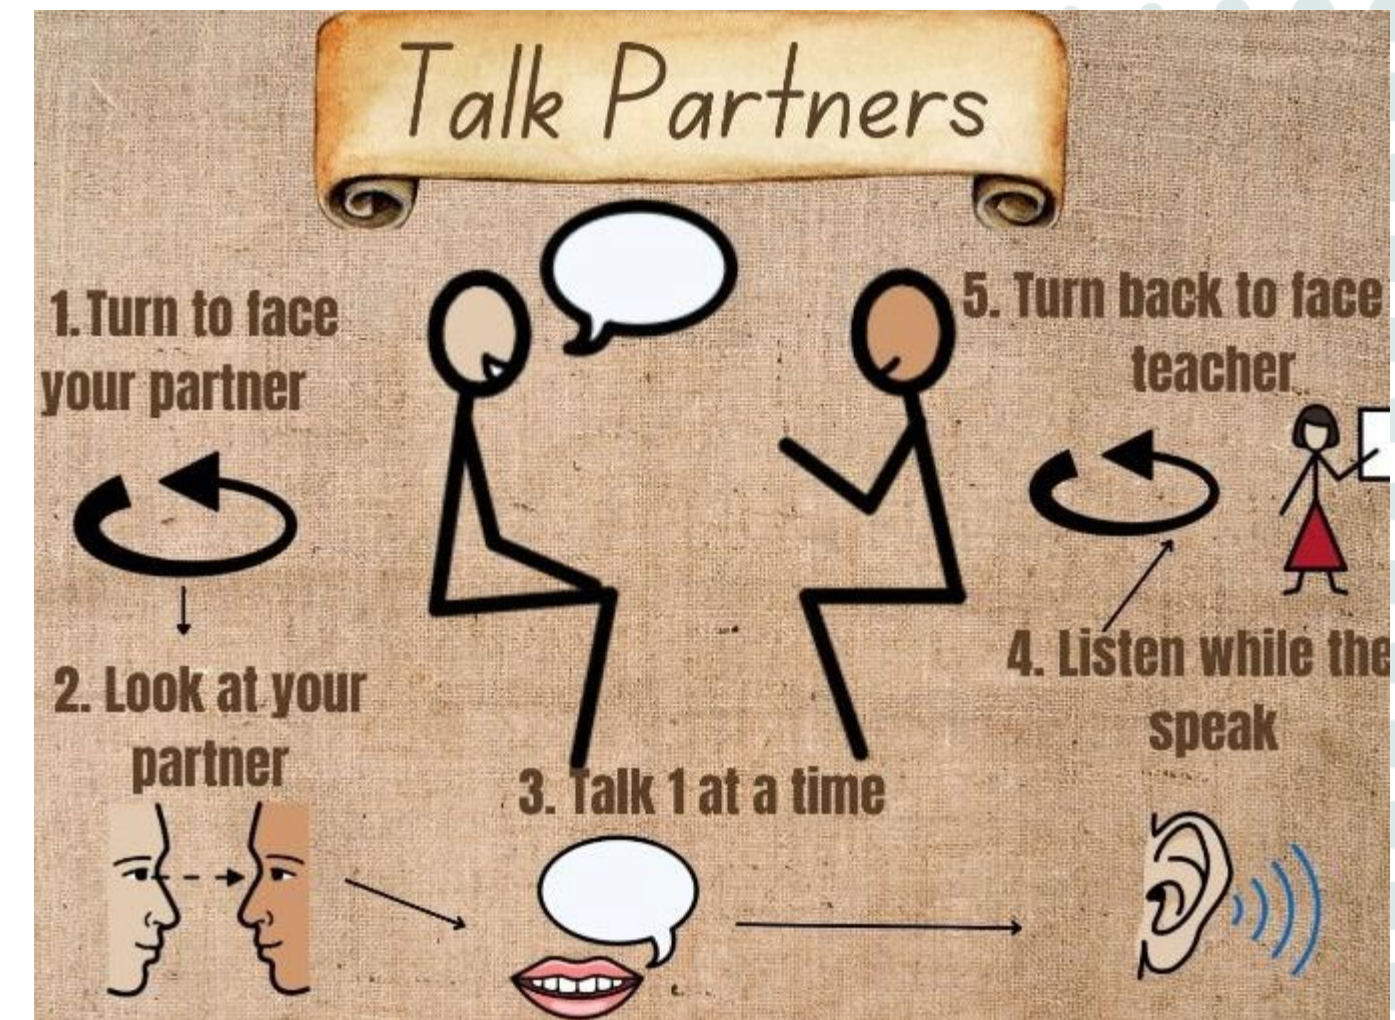 Talk Partners
1. Turn to face
your partner
2. Look at your
partner
3. Talk 1 at a time
4. Listen while the
speak
5. Turn back to face
teacher